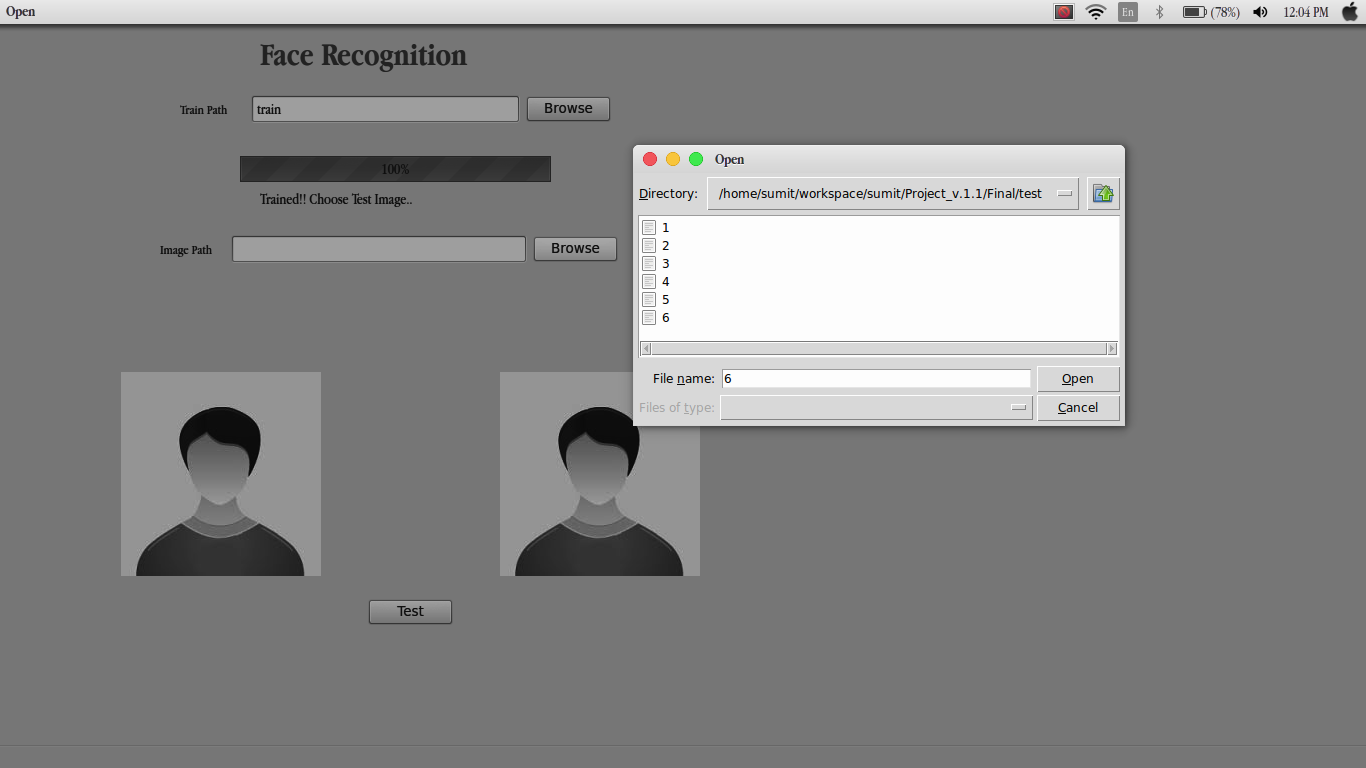 Open
En
(78%)
12:04 PM
Face Recognition
Train Path
train
Browse
100%
Trained!! Choose Test Image..
Image Path
Browse
Test
Open
Directory:
/home/sumit/workspace/sumit/Project_v.1.1/Final/test
1
2
3
4
5
6
File name:
6
Open
Files of type:
Cancel